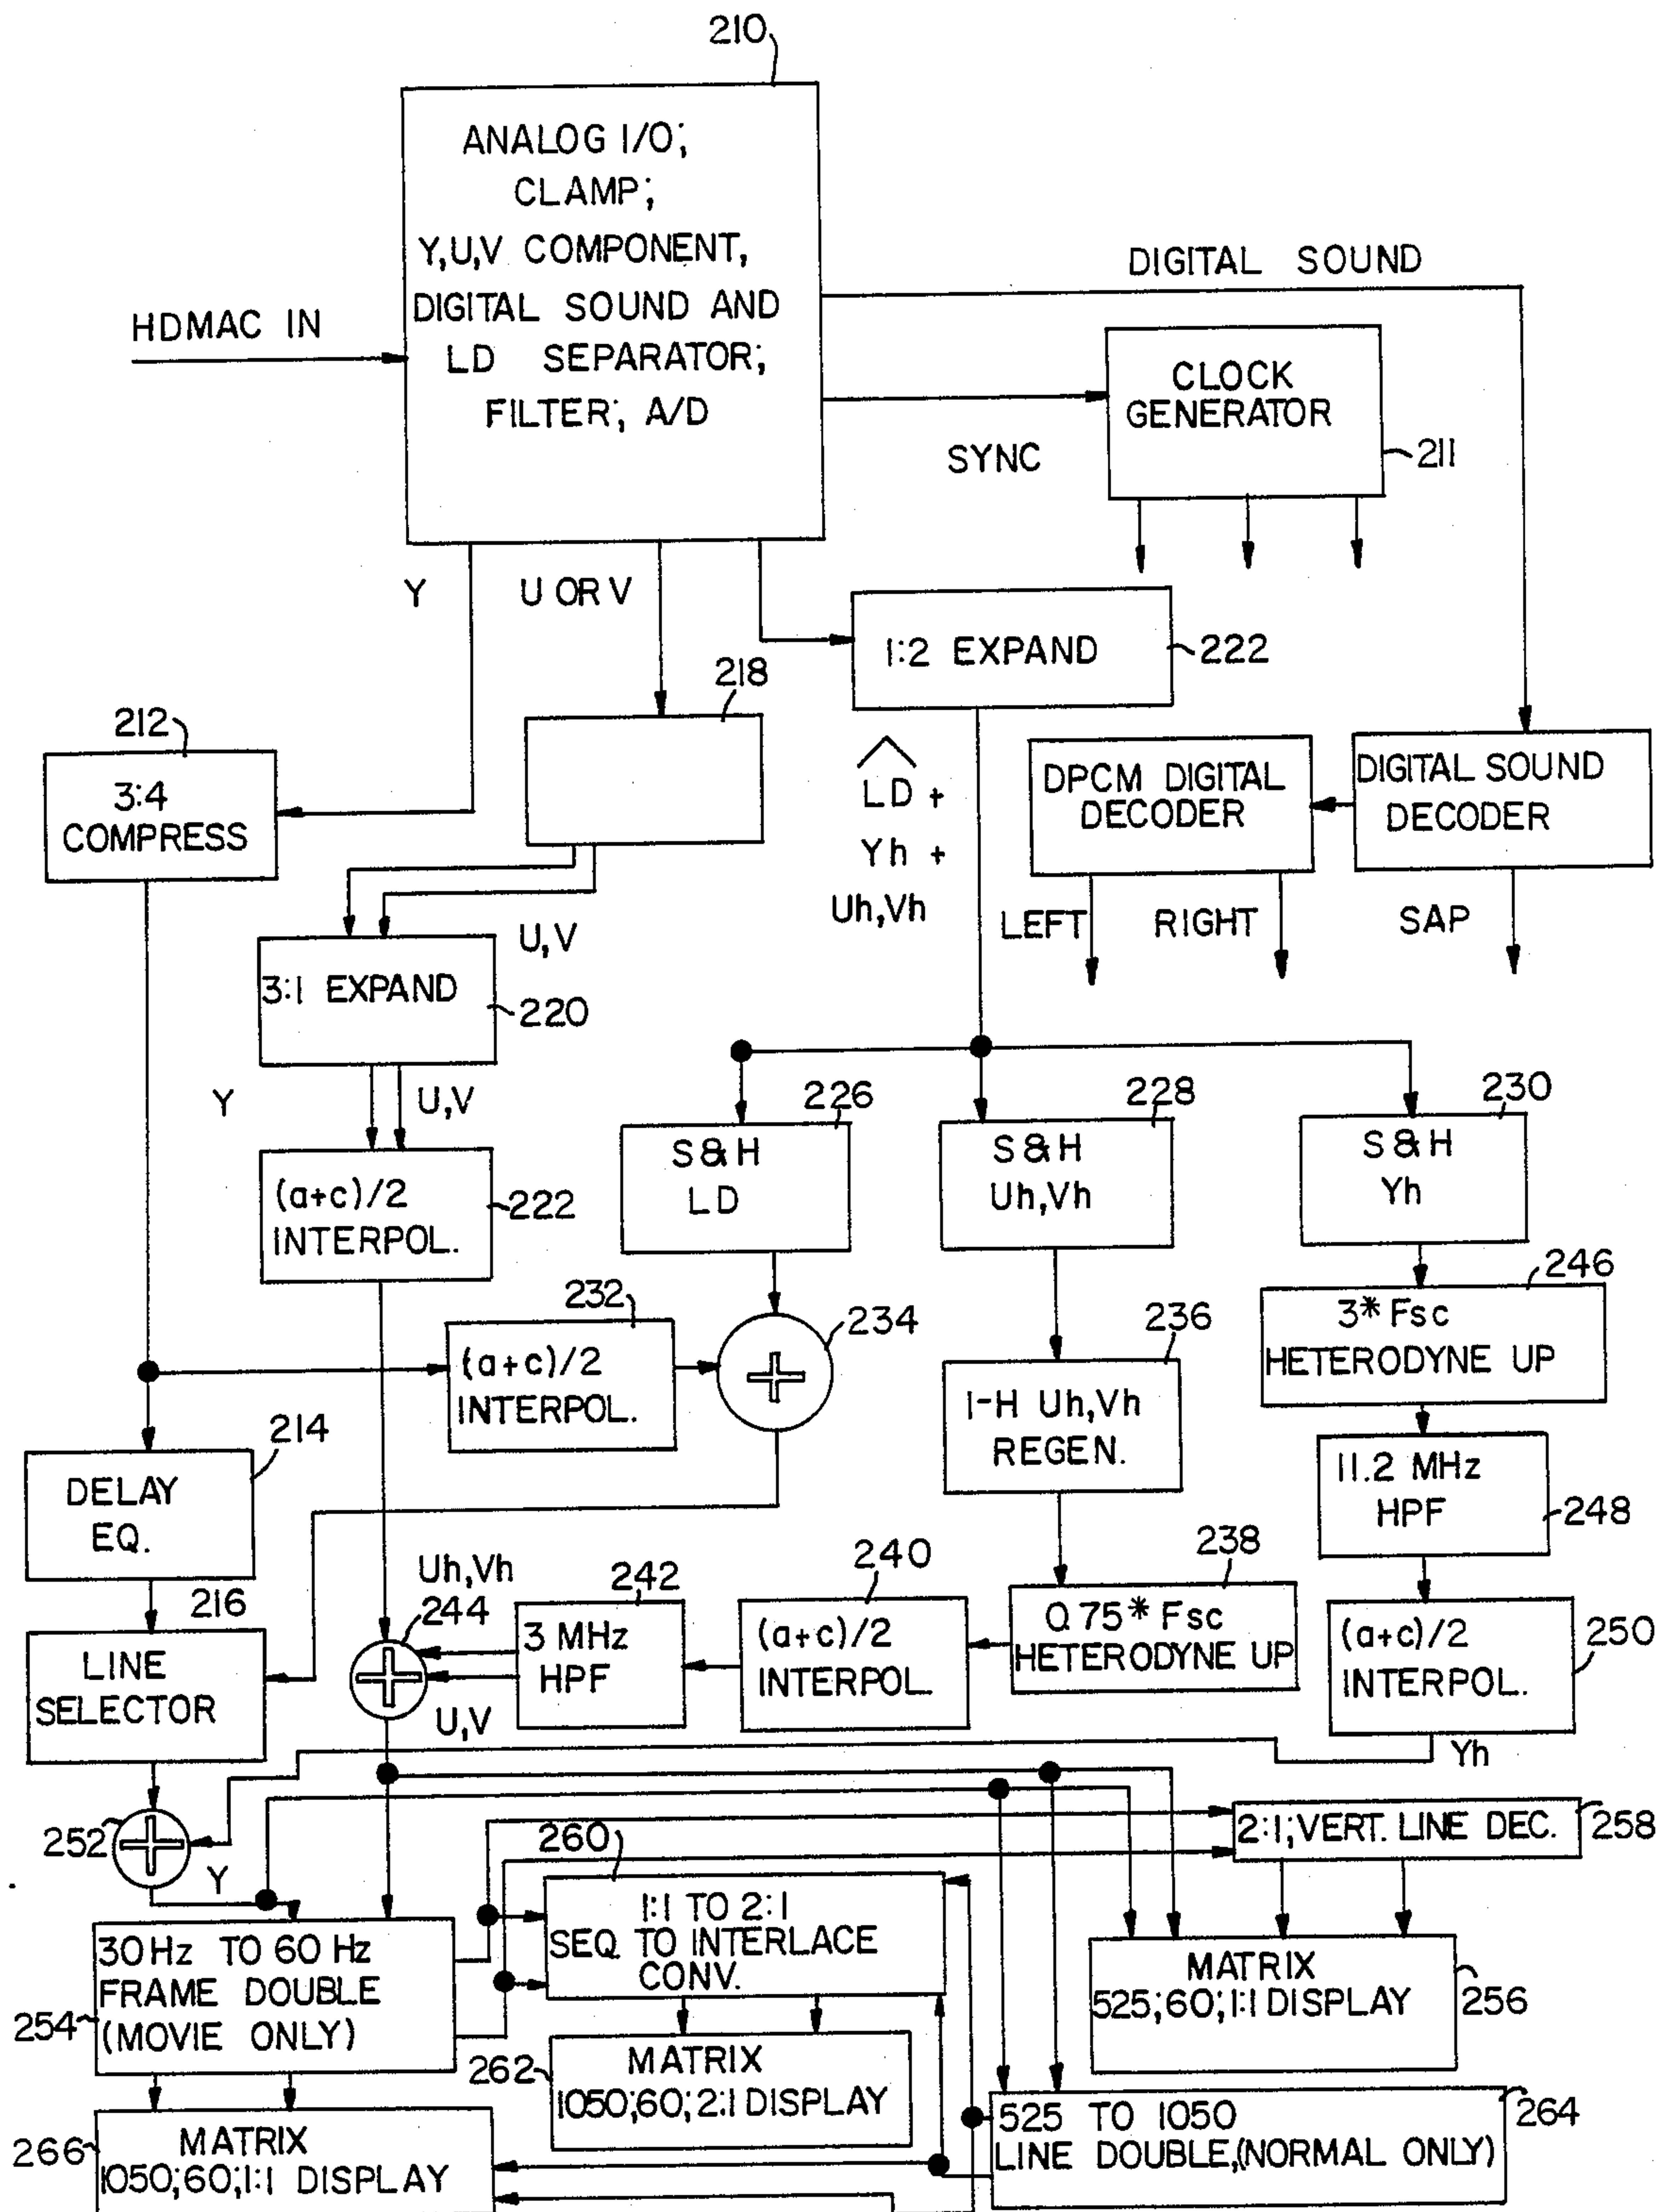 210
ANALOG I/O;
CLAMP;
Y,U,V COMPONENT,
DIGITAL SOUND AND
LD SEPARATOR;
FILTER; A/D
HDMAC IN
DIGITAL SOUND
CLOCK
GENERATOR
211
SYNC
Y
U OR V
1:2 EXPAND
222
218
212
3:4
COMPRESS
LD +
Yh +
Uh,Vh
DPCM DIGITAL
DECODER
DIGITAL SOUND
DECODER
LEFT
RIGHT
SAP
U,V
3:1 EXPAND
220
Y
U,V
226
228
230
(a+c)/2
INTERPOL.
222
S&H
LD
S&H
Uh,Vh
S&H
Yh
232
(a+c)/2
INTERPOL.
234
236
1-H Uh,Vh
REGEN.
246
3* Fsc
HETERODYNE UP
214
DELAY
EQ.
11.2 MHz
HPF
248
216
LINE
SELECTOR
Uh,Vh
244
U,V
242
3 MHz
HPF
240
(a+c)/2
INTERPOL.
238
Q 75* Fsc
HETERODYNE UP
(a+c)/2
INTERPOL.
250
Yh
252
Y
260
2:1;VERT. LINE DEC.
258
30Hz TO 60 Hz
FRAME DOUBLE
(MOVIE ONLY)
254
1:1 TO 2:1
SEQ. TO INTERLACE
CONV.
MATRIX
525;60;1:1 DISPLAY
256
262
MATRIX
1050;60;2:1 DISPLAY
525 TO 1050
LINE DOUBLE,(NORMAL ONLY)
264
266
MATRIX
1050;60;1:1 DISPLAY